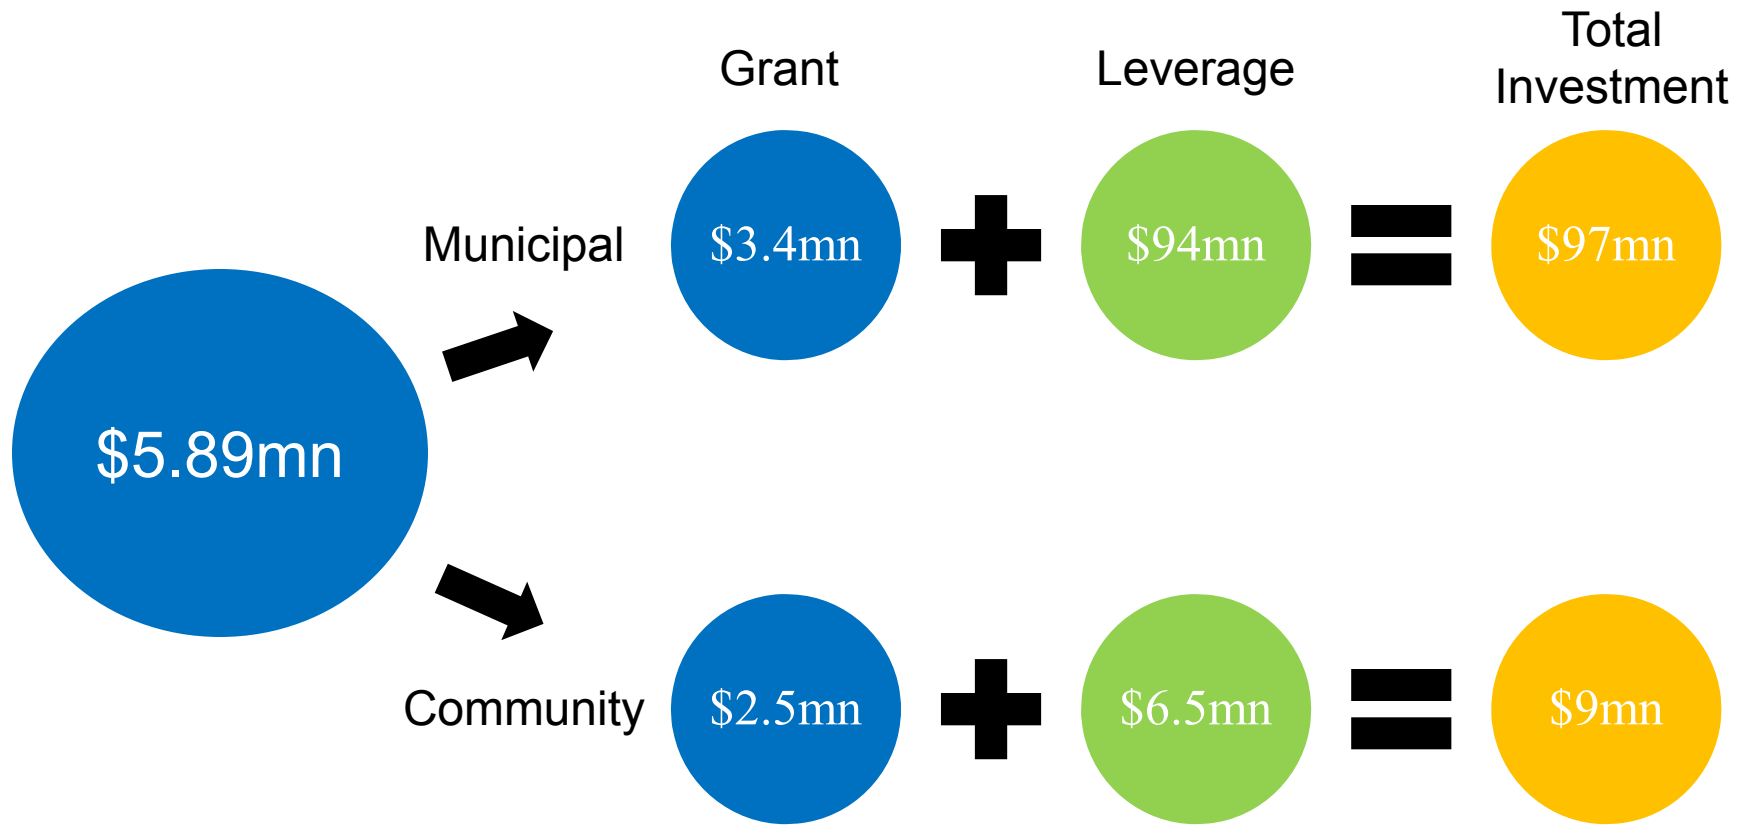 Grant
Leverage
Total
Investment
Municipal
$3.4mn
$94mn
$97mn
$5.89mn
Community
$2.5mn
$6.5mn
$9mn